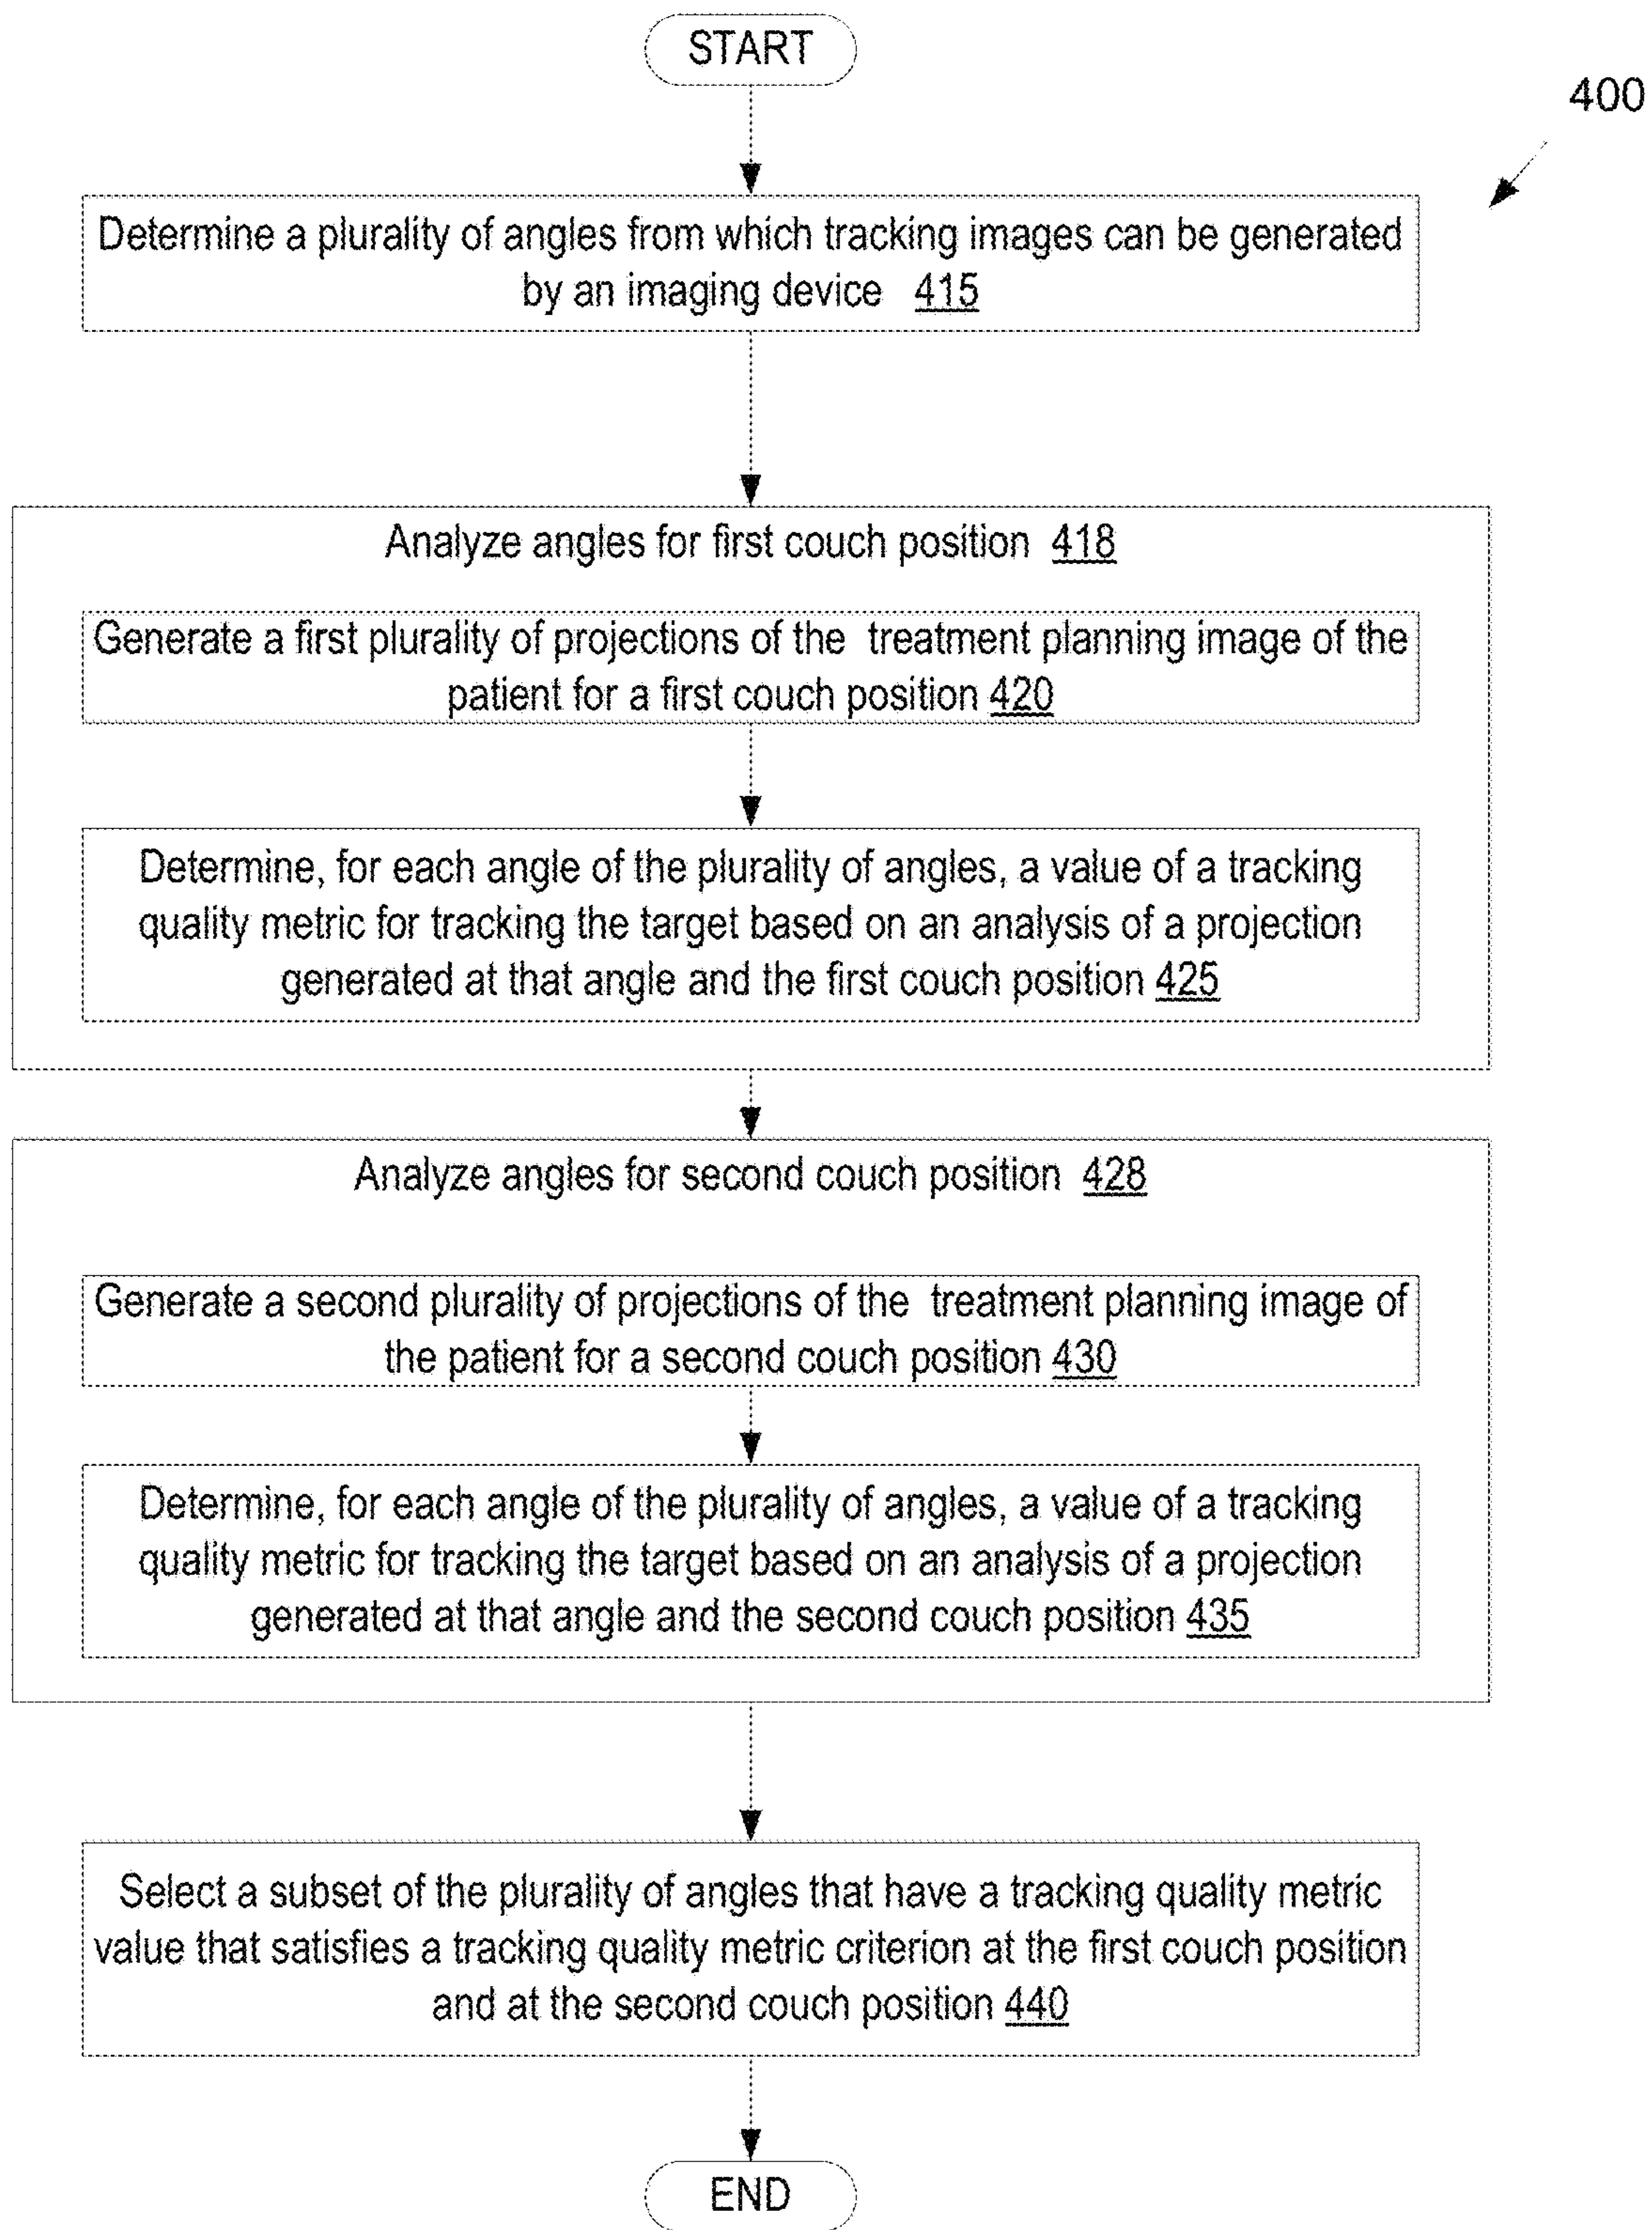 START
400
Determine a plurality of angles from which tracking images can be generated
by an imaging device 415
Analyze angles for first couch position 418
Generate a first plurality of projections of the treatment planning image of the
patient for a first couch position 420
Determine, for each angle of the plurality of angles, a value of a tracking
quality metric for tracking the target based on an analysis of a projection
generated at that angle and the first couch position 425
Analyze angles for second couch position 428
Generate a second plurality of projections of the treatment planning image of
the patient for a second couch position 430
Determine, for each angle of the plurality of angles, a value of a tracking
quality metric for tracking the target based on an analysis of a projection
generated at that angle and the second couch position 435
Select a subset of the plurality of angles that have a tracking quality metric
value that satisfies a tracking quality metric criterion at the first couch position
and at the second couch position 440
END